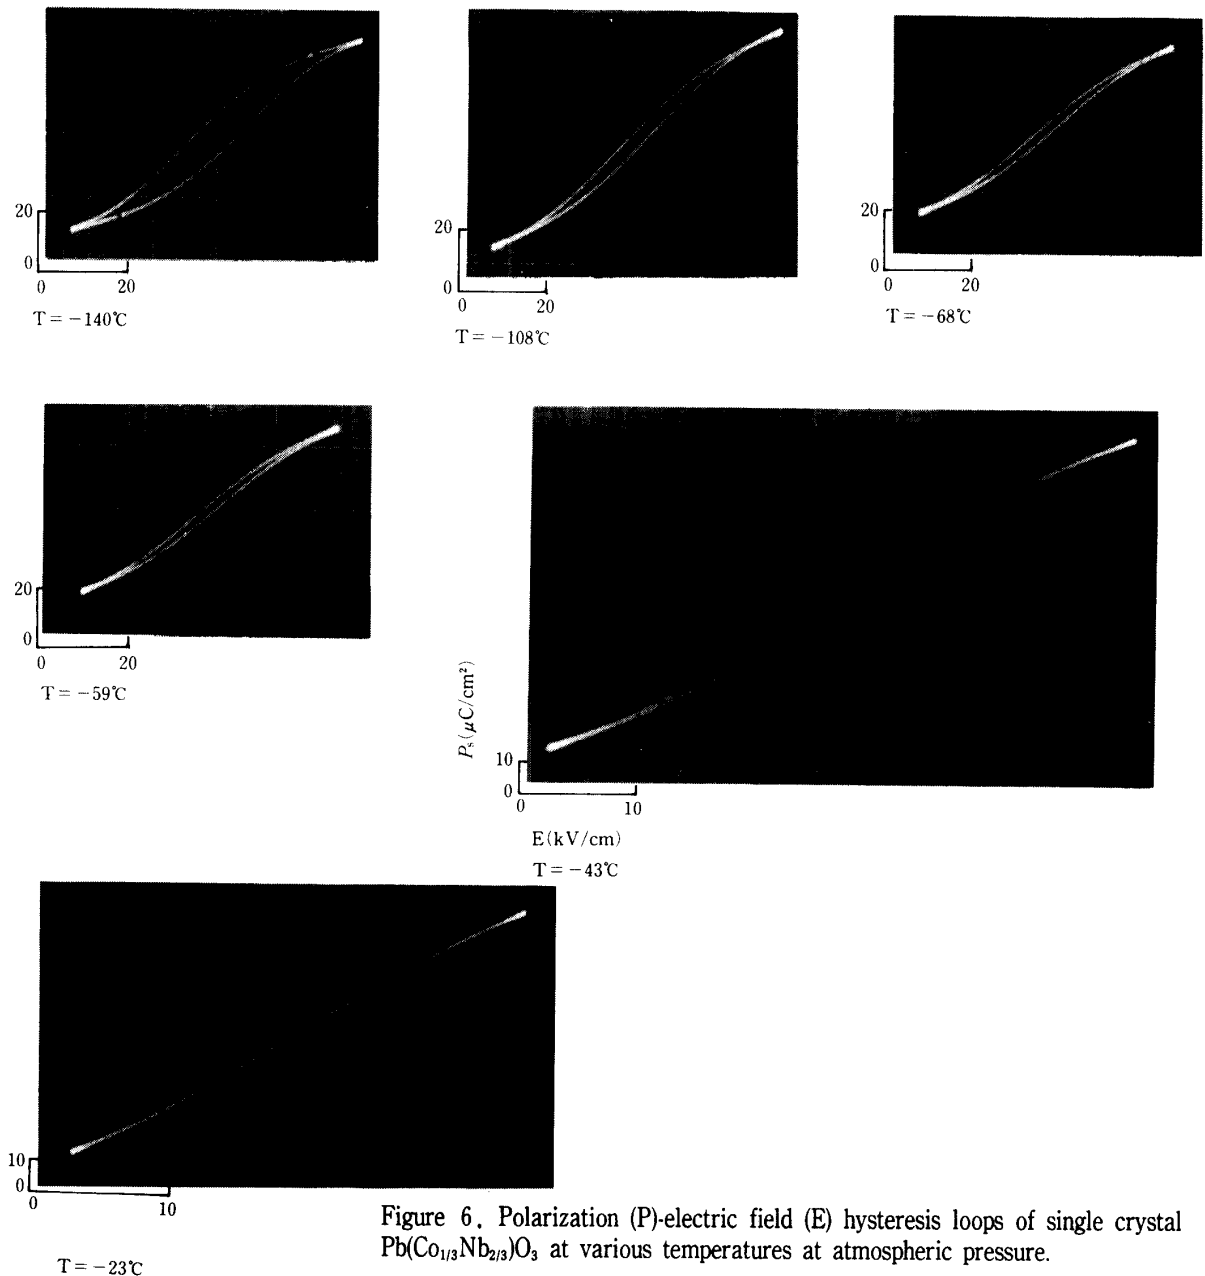 20
0
0
20
T = −140℃
20
0
0
20
T = −108℃
20
0
0
20
T = −68℃
20
0
0
20
T = −59℃
Pₛ(μC/cm²)
10
0
0
10
E(kV/cm)
T = −43℃
10
0
0
10
T = −23℃
Figure 6. Polarization (P)-electric field (E) hysteresis loops of single crystal
Pb(Co₁/₃Nb₂/₃)O₃ at various temperatures at atmospheric pressure.